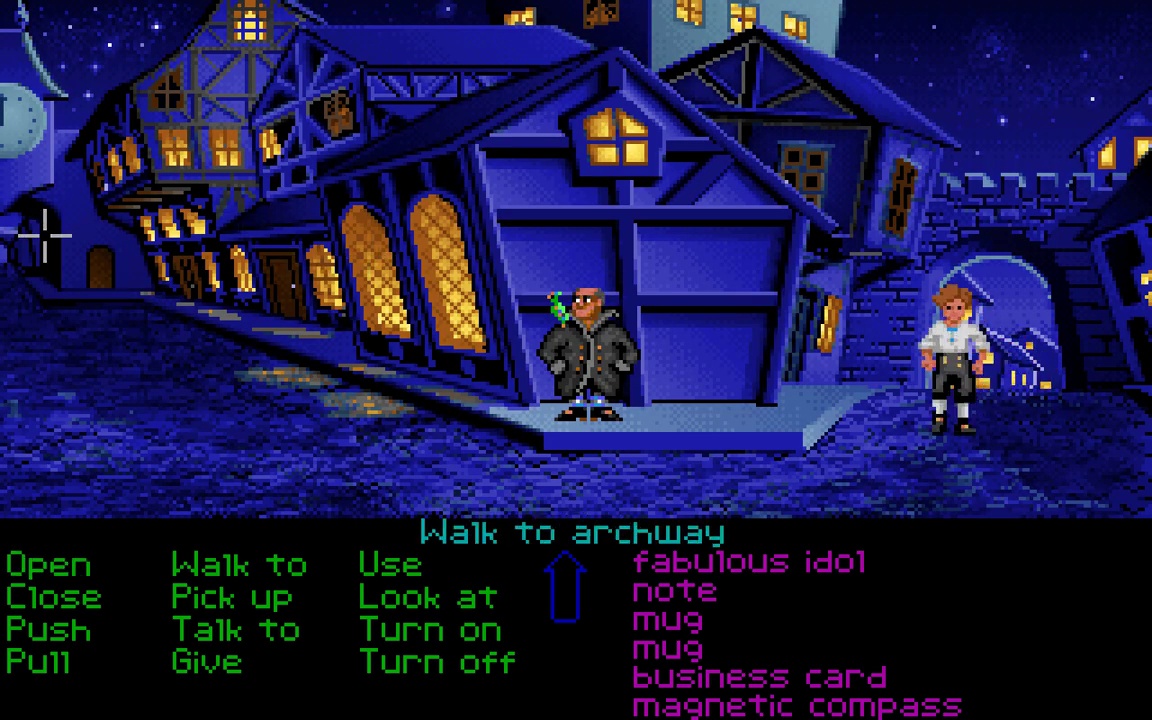 Walk to archway
Open Walk to Use fabulous idol
Close Pick up Look at note
Push Talk to Turn on mug
Pull Give Turn off mug
business card
magnetic compass